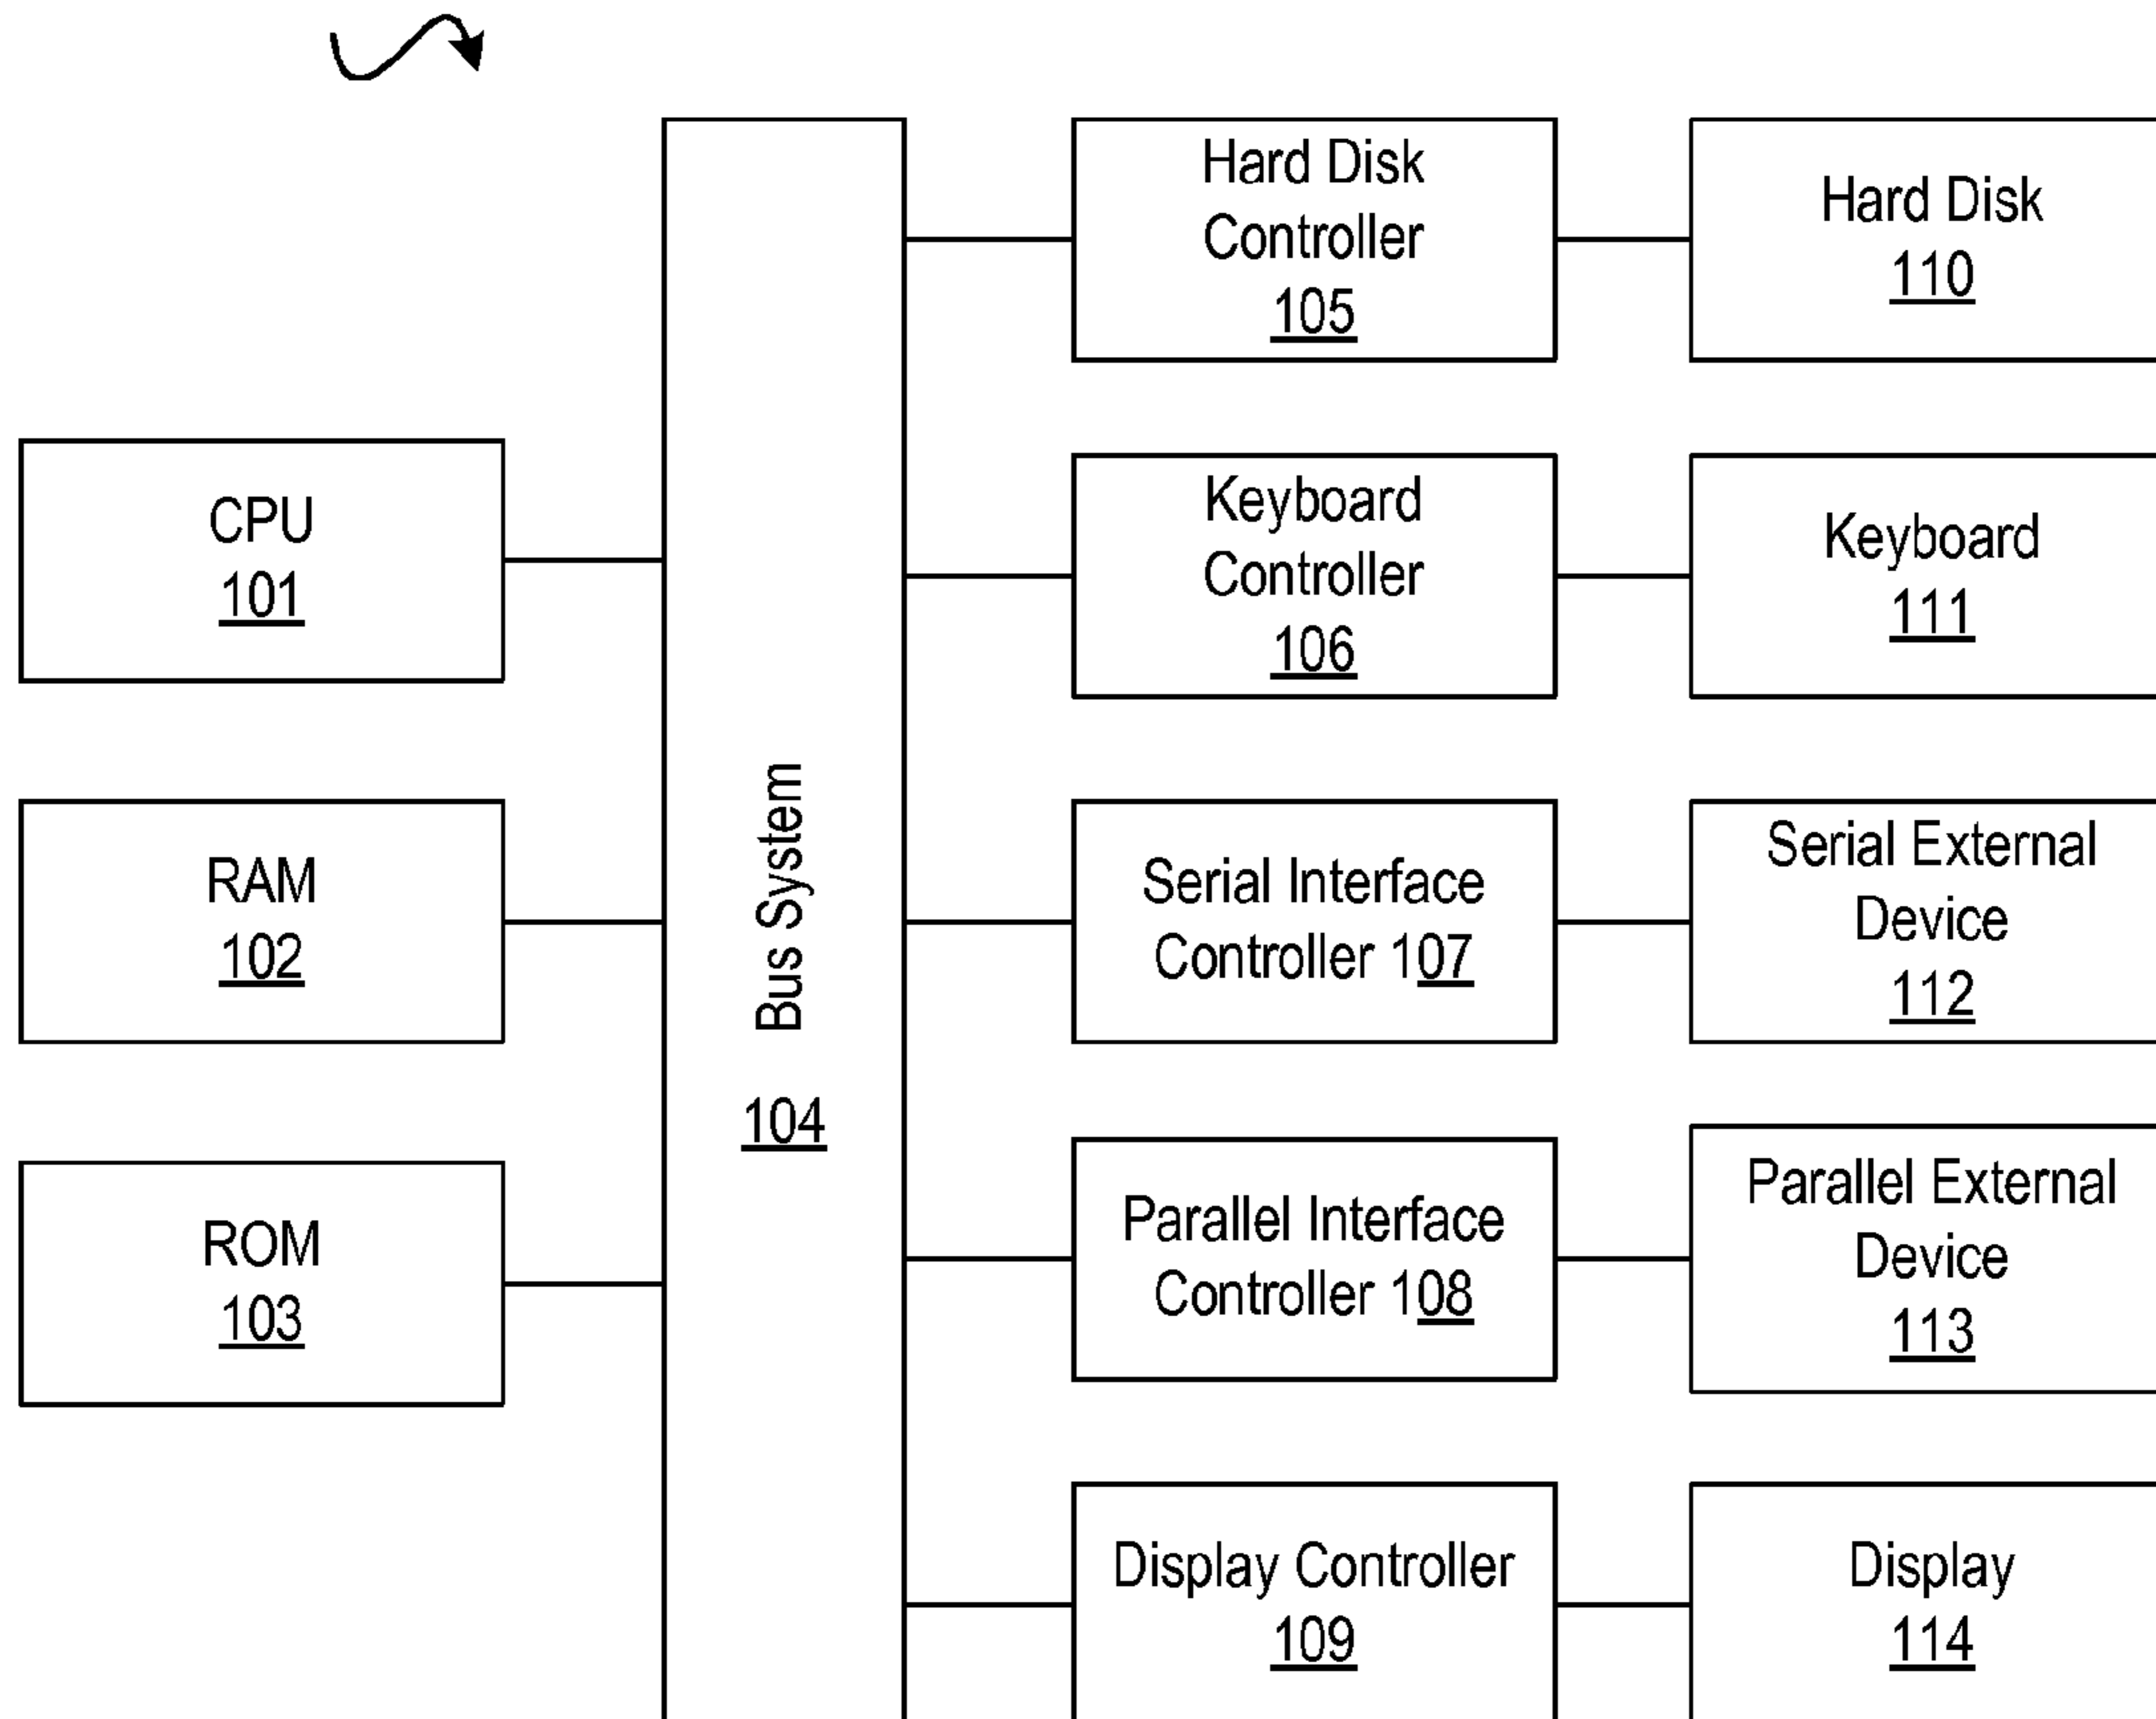 Hard Disk
Controller
105
Hard Disk
110
CPU
101
Keyboard
Controller
106
Keyboard
111
RAM
102
Bus System
104
Serial Interface
Controller 107
Serial External
Device
112
ROM
103
Parallel Interface
Controller 108
Parallel External
Device
113
Display Controller
109
Display
114